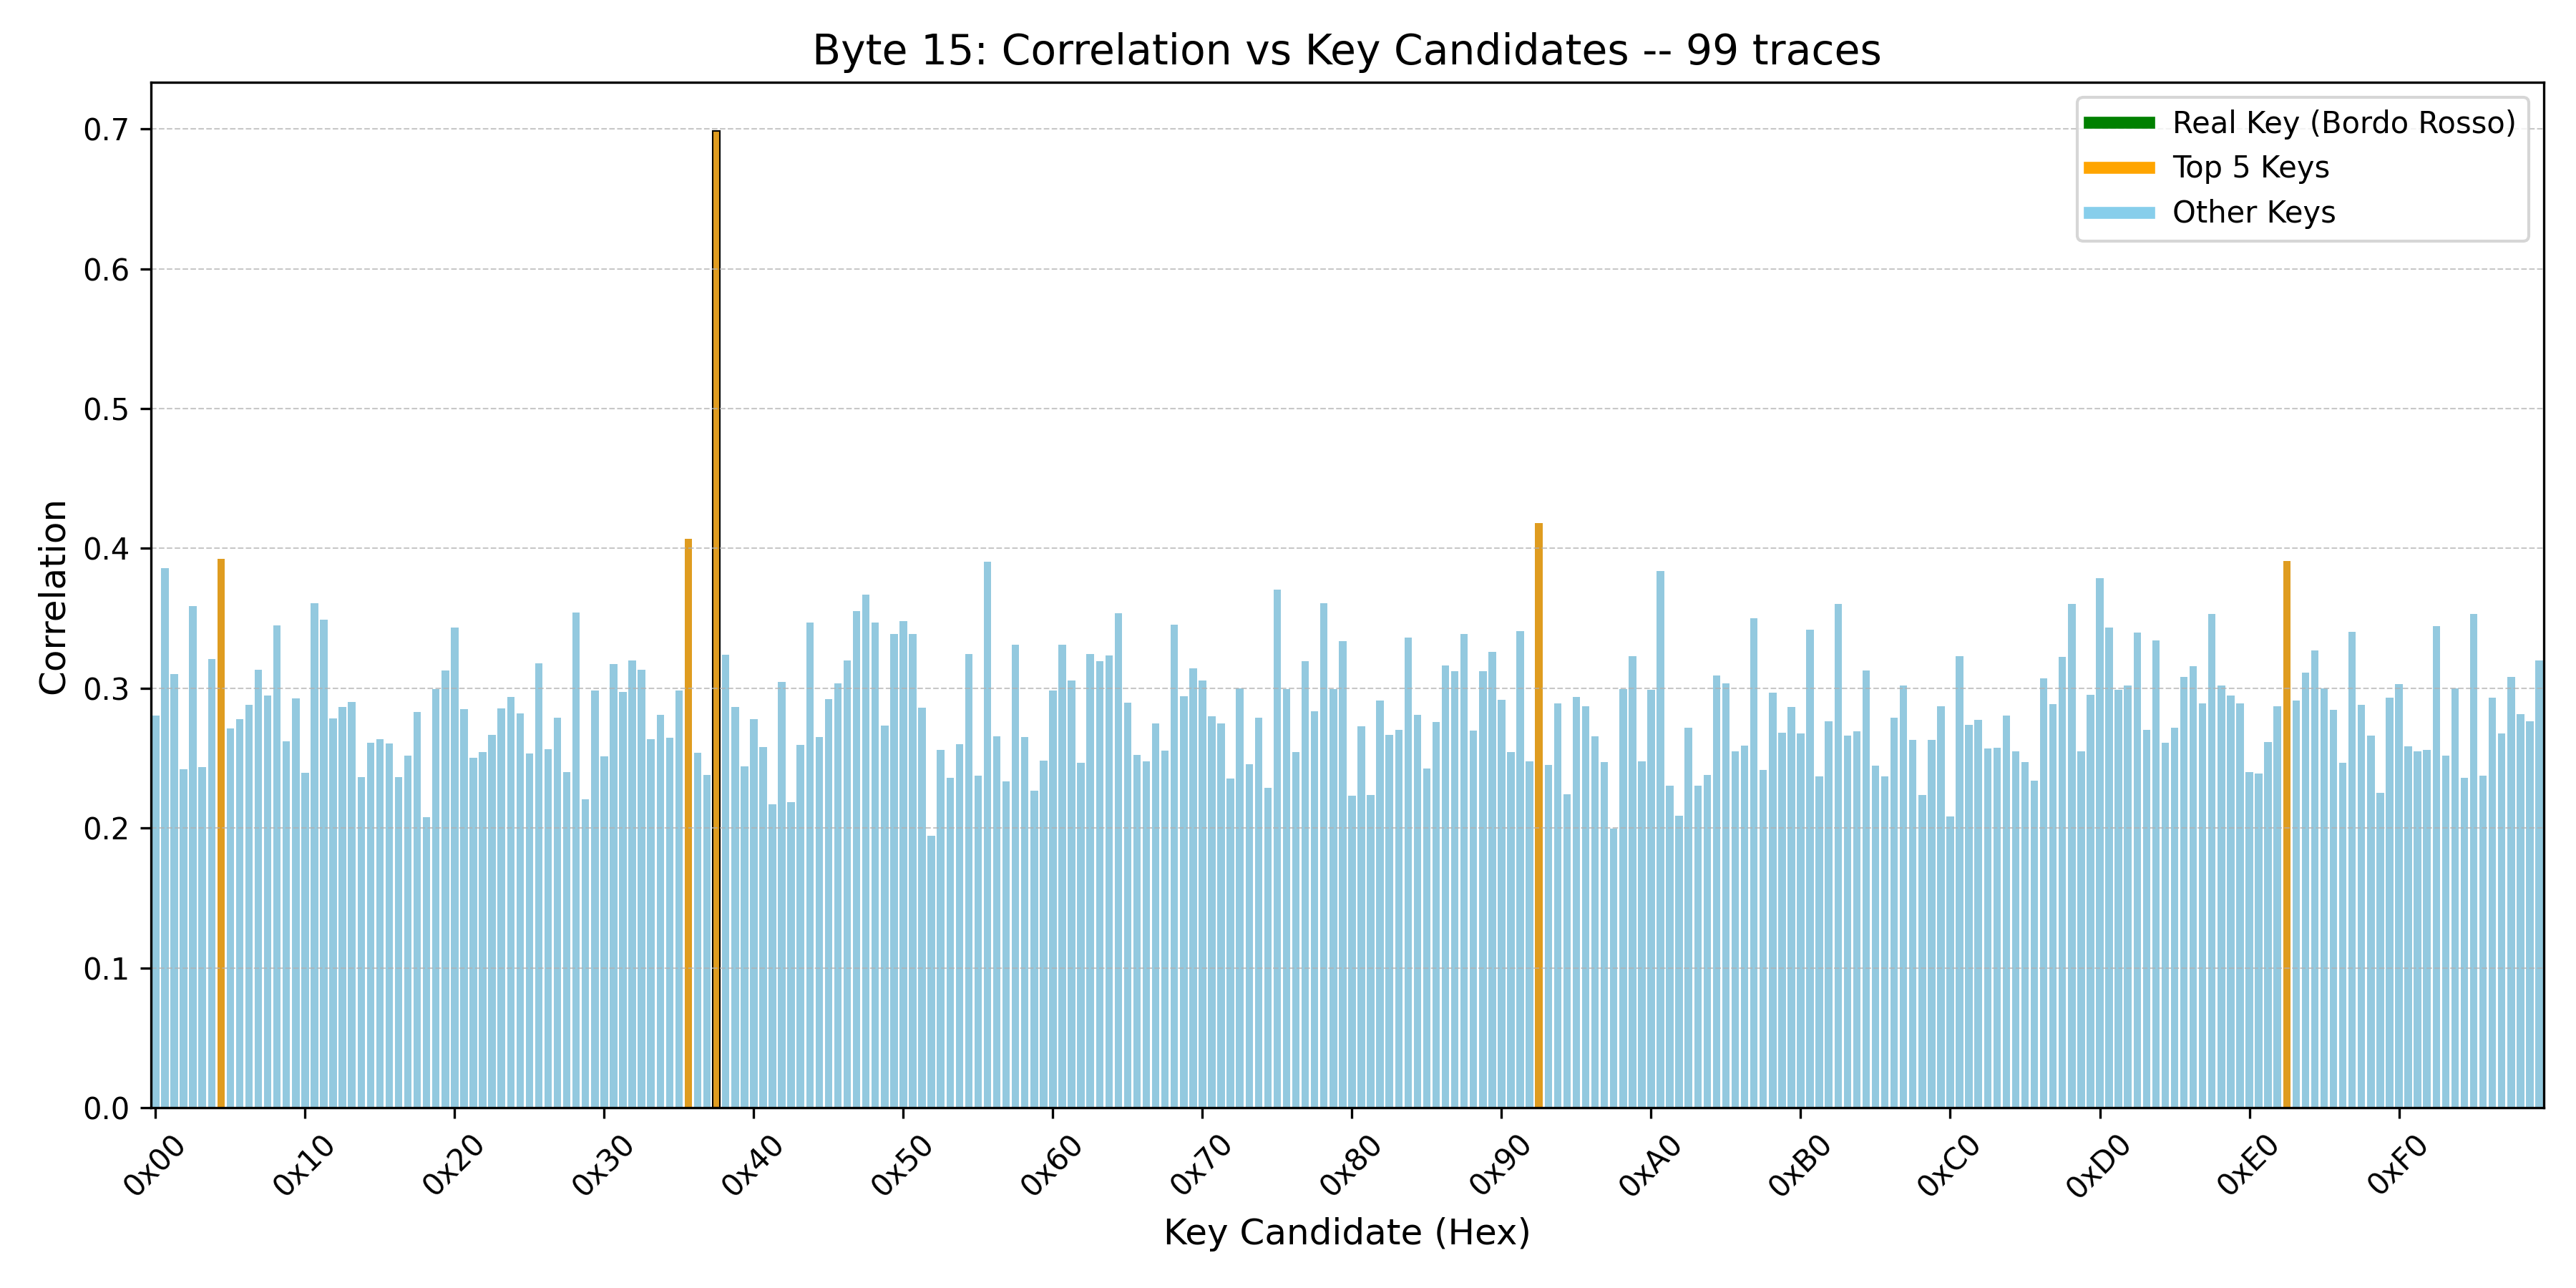 Byte 15: Correlation vs Key Candidates -- 99 traces
Real Key (Bordo Rosso)
Top 5 Keys
Other Keys
Correlation
0.7
0.6
0.5
0.4
0.3
0.2
0.1
0.0
0x00 0x10 0x20 0x30 0x40 0x50 0x60 0x70 0x80 0x90 0xA0 0xB0 0xC0 0xD0 0xE0 0xF0
Key Candidate (Hex)